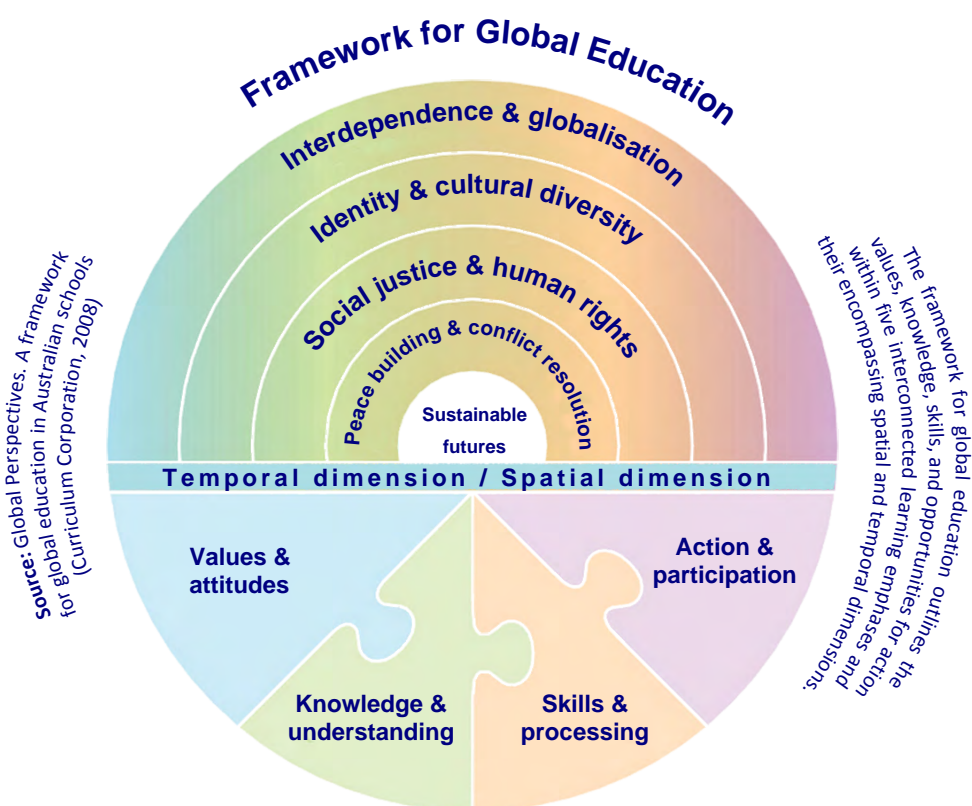 Framework for Global Education
Interdependence & globalisation
Identity & cultural diversity
Social justice & human rights
Peace building & conflict resolution
Sustainable
futures
Temporal dimension / Spatial dimension
Values &
attitudes
Action &
participation
Knowledge &
understanding
Skills &
processing
Source: Global Perspectives. A framework
for global education in Australian schools
(Curriculum Corporation, 2008)
The framework for global education outlines the
values, knowledge, skills, and opportunities for action
within five interconnected learning emphases and
their encompassing spatial and temporal dimensions.